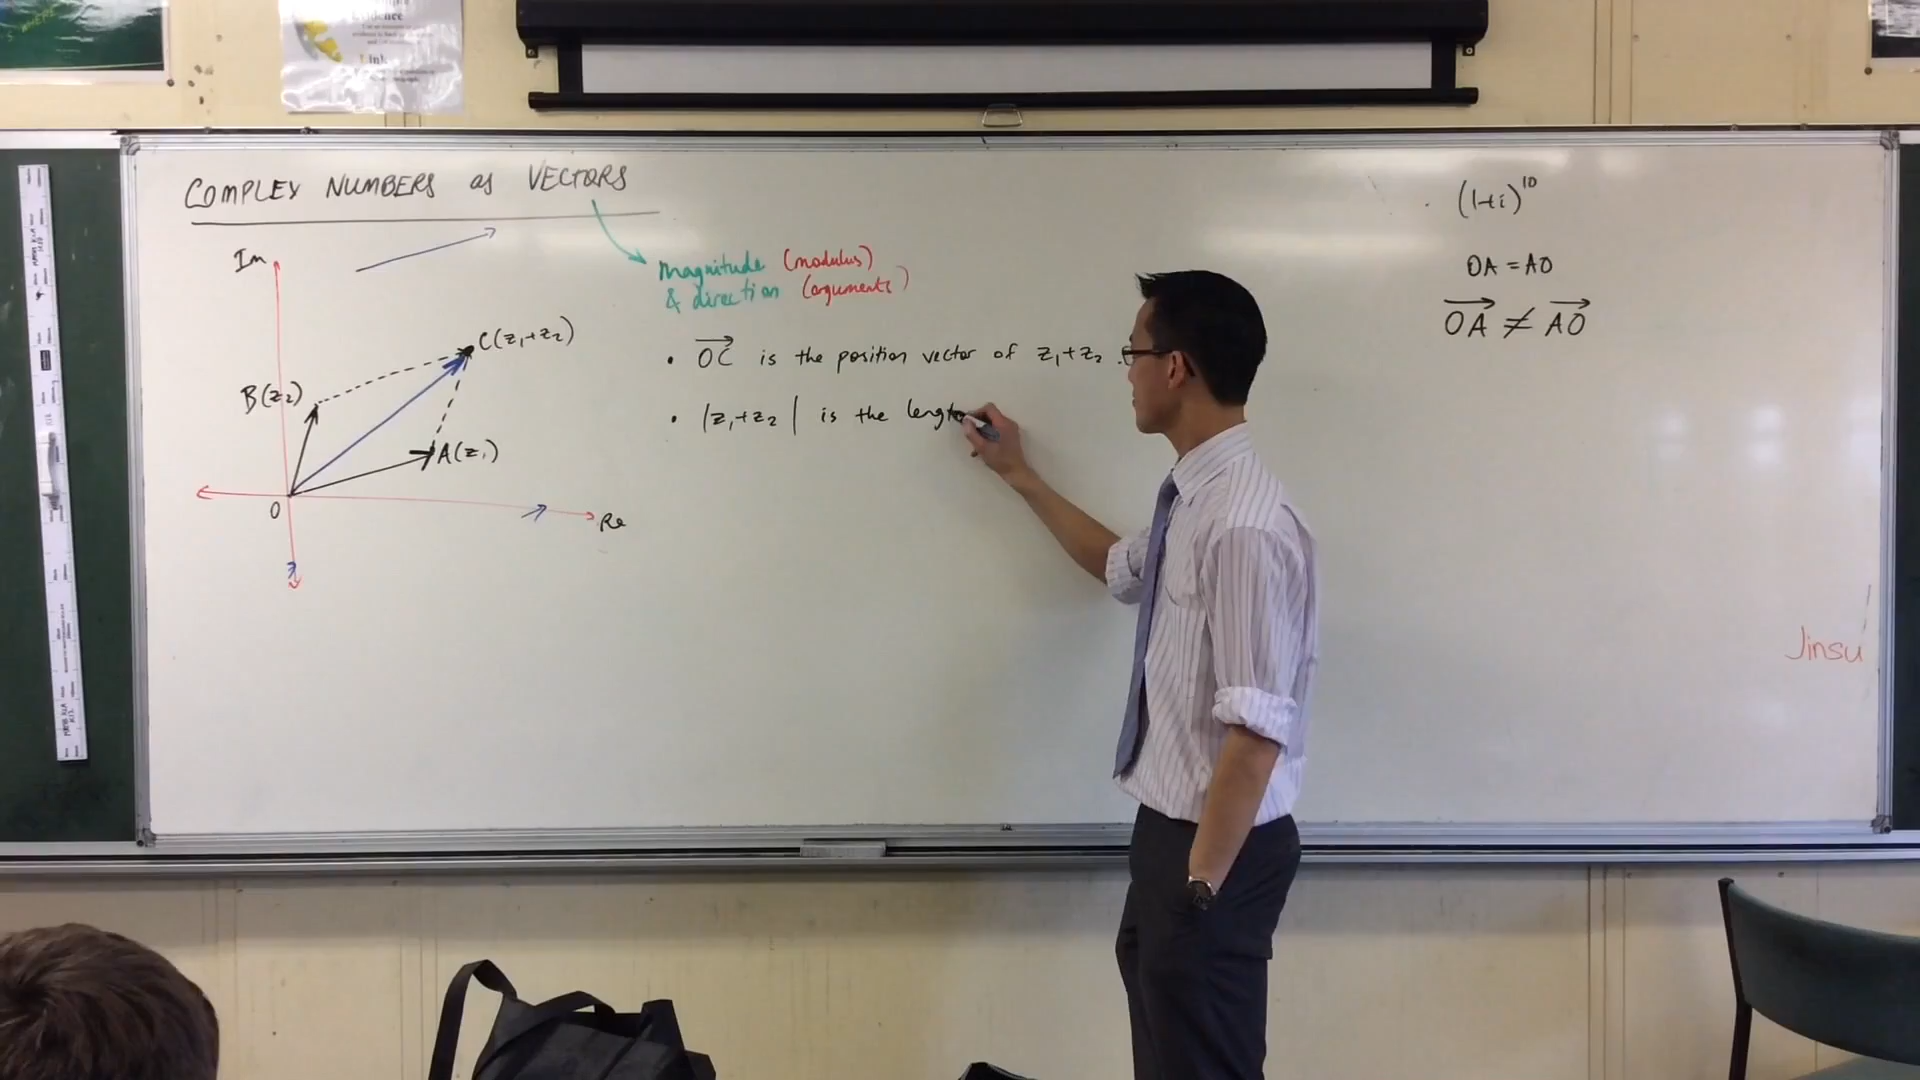 COMPLEX NUMBERS as VECTORS
magnitude (modulus)
& direction (arguments)
Im
C(z₁+z₂)
B(z₂)
A(z₁)
O
Re
• OC→ is the position vector of z₁+z₂.
• |z₁+z₂| is the length
(1+i)¹⁰
OA = AO
OA→ ≠ AO→
Jinsu